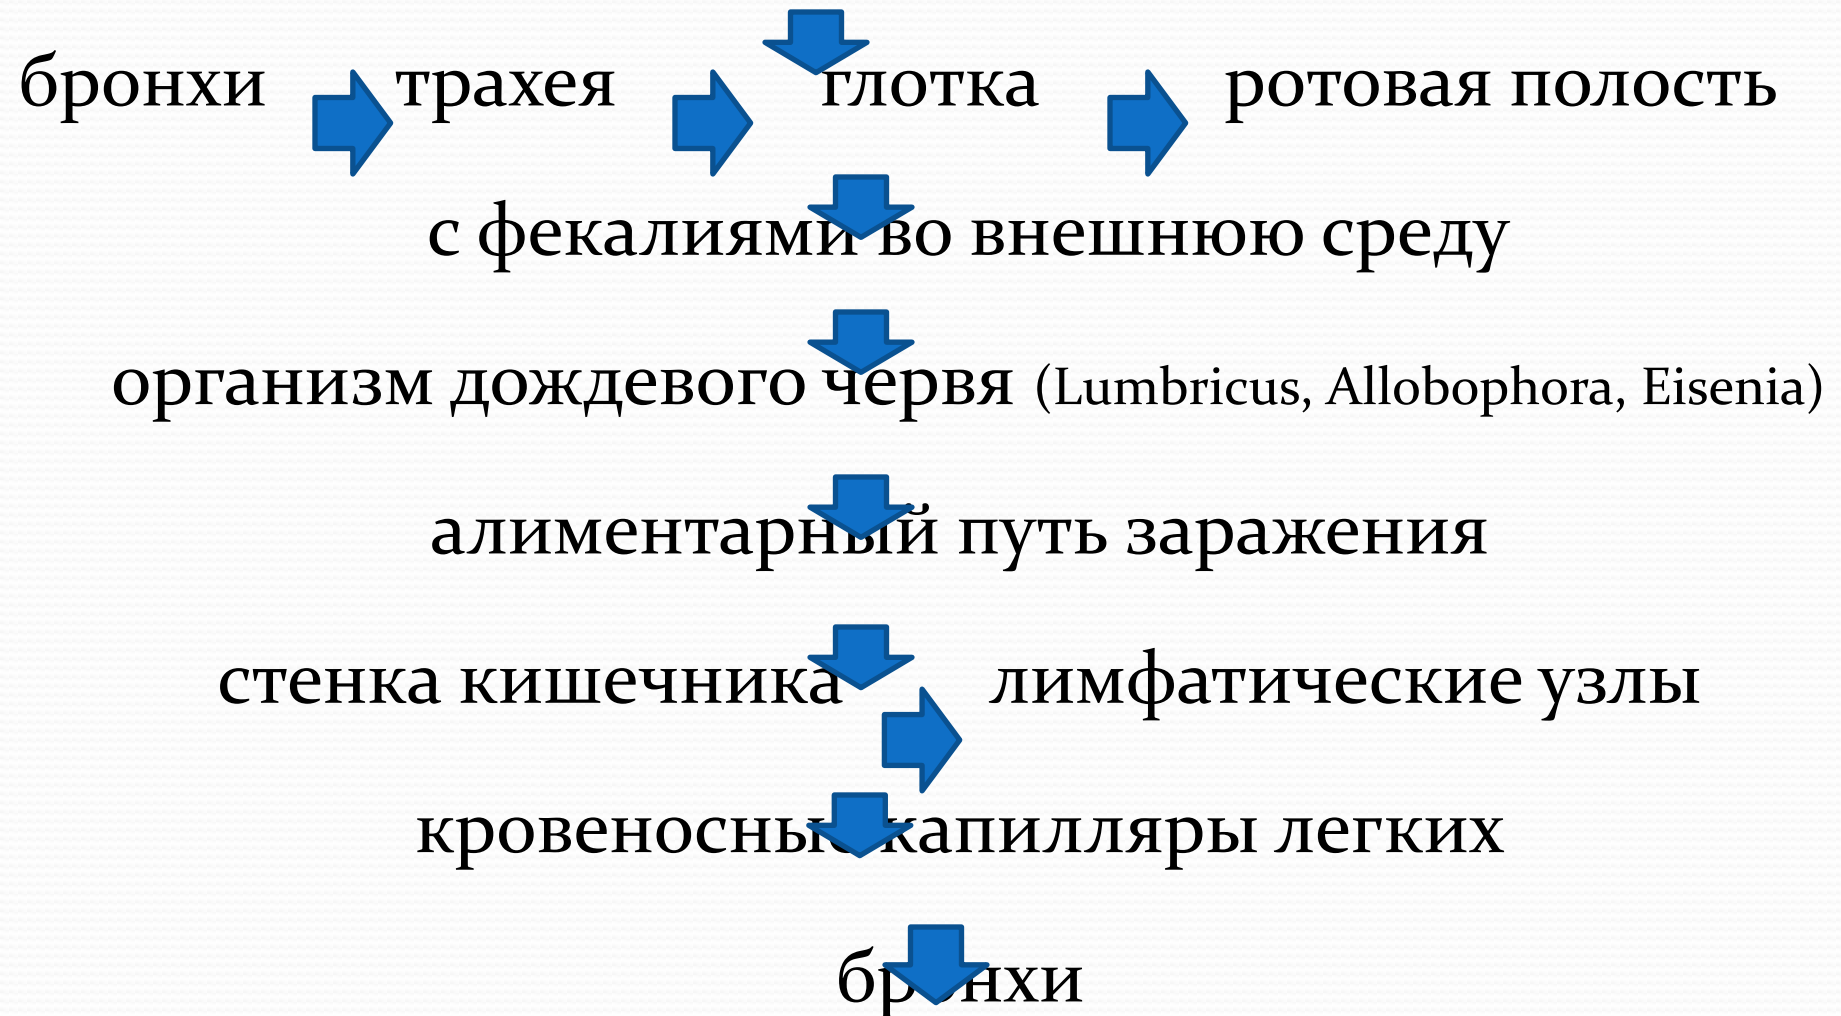 бронхи трахея глотка ротовая полость
с фекалиями во внешнюю среду
организм дождевого червя (Lumbricus, Allobophora, Eisenia)
алиментарный путь заражения
стенка кишечника лимфатические узлы
кровеносные капилляры легких
бронхи